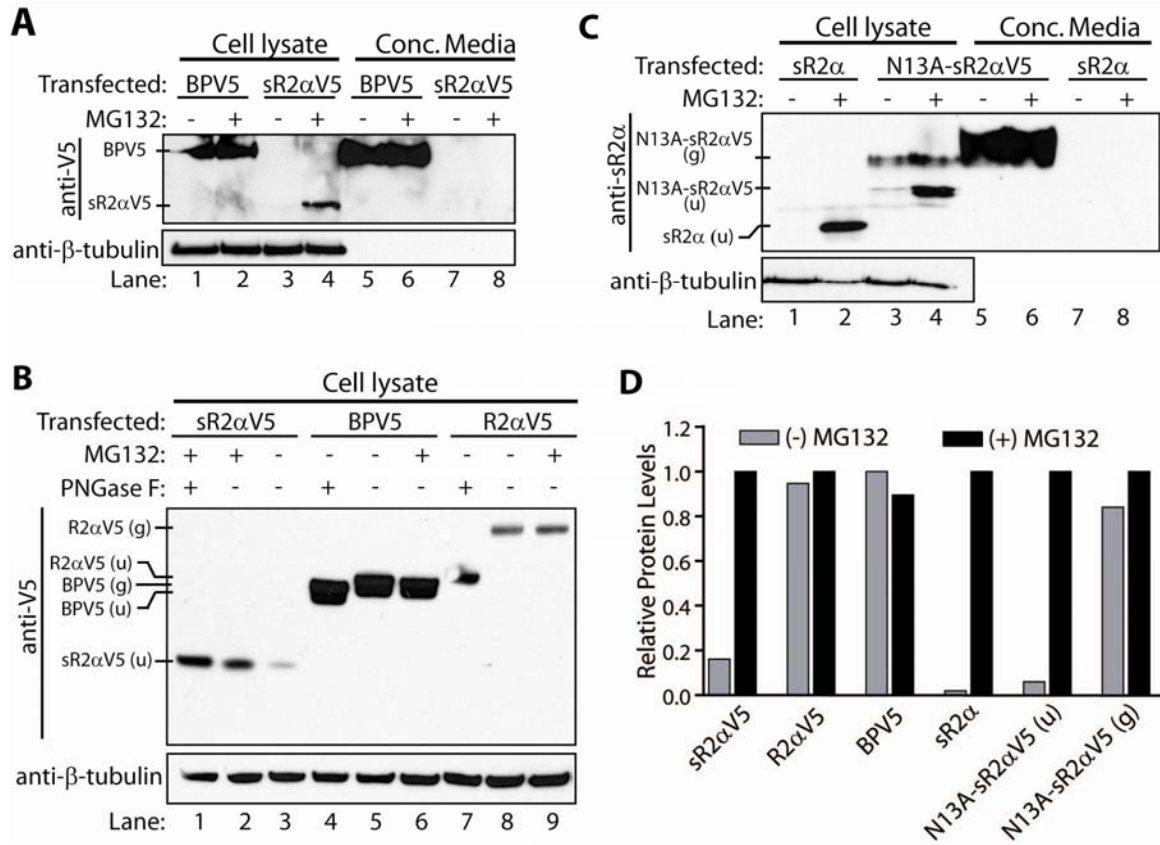 A
Cell lysate Conc. Media
Transfected: BPV5 sR2αV5 BPV5 sR2αV5
MG132: - + - + - + - +
anti-V5
BPV5
sR2αV5
anti-β-tubulin
Lane: 1 2 3 4 5 6 7 8
B
Cell lysate
Transfected: sR2αV5 BPV5 R2αV5
MG132: + + - - - + - - +
PNGase F: + - - + - - + - -
anti-V5
R2αV5 (g)
R2αV5 (u)
BPV5 (g)
BPV5 (u)
sR2αV5 (u)
anti-β-tubulin
Lane: 1 2 3 4 5 6 7 8 9
C
Cell lysate Conc. Media
Transfected: sR2α N13A-sR2αV5 sR2α
MG132: - + - + - + - +
anti-sR2α
N13A-sR2αV5
(g)
N13A-sR2αV5
(u)
sR2α (u)
anti-β-tubulin
Lane: 1 2 3 4 5 6 7 8
D
(-) MG132 (+) MG132
Relative Protein Levels
1.2
1.0
0.8
0.6
0.4
0.2
0.0
sR2αV5
R2αV5
BPV5
sR2α
N13A-sR2αV5 (u)
N13A-sR2αV5 (g)